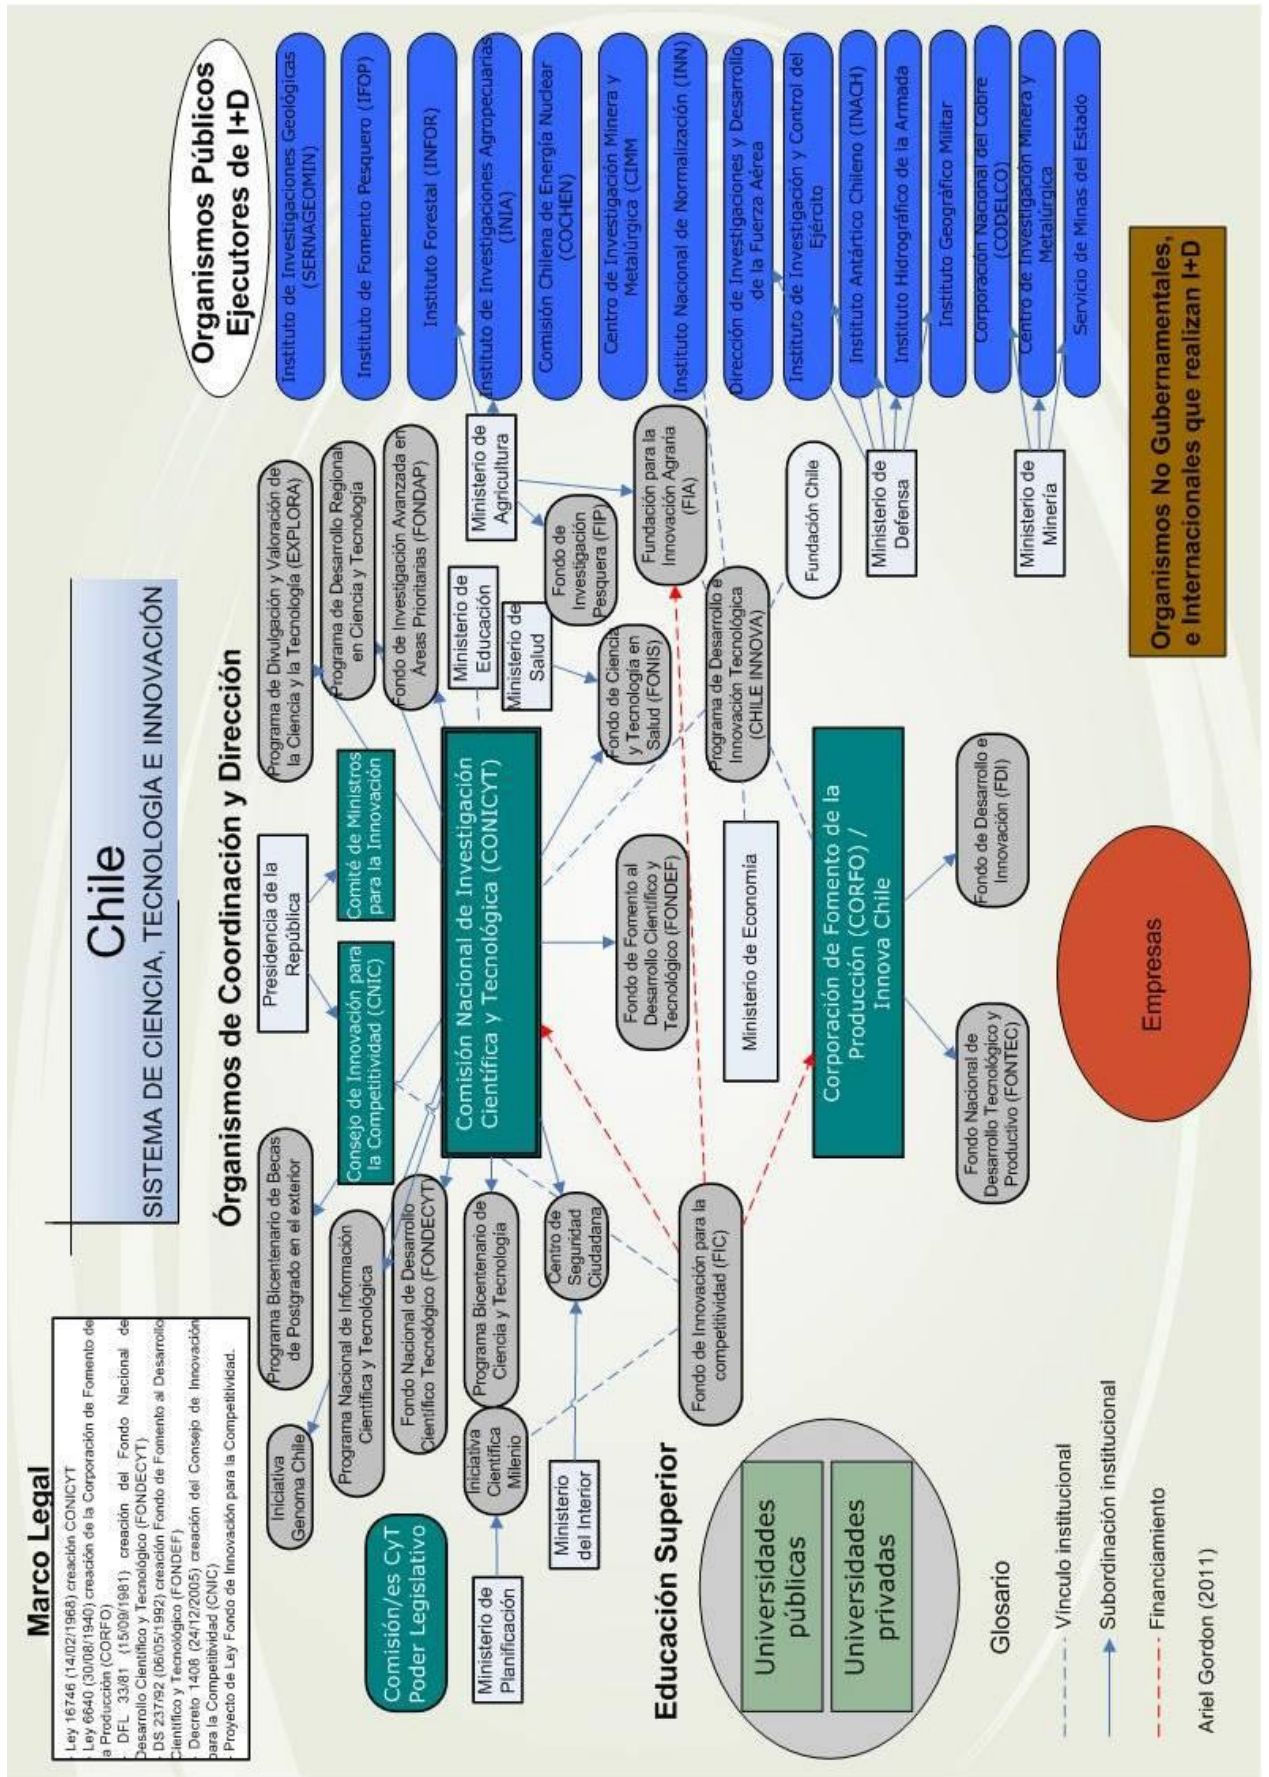 Chile
SISTEMA DE CIENCIA, TECNOLOGÍA E INNOVACIÓN
Marco Legal
- Ley 16746 (14/02/1968) creación CONICYT
- Ley 6640 (30/08/1940) creación de la Corporación de Fomento de
a Producción (CORFO)
- DFL 33/81 (15/09/1981) creación del Fondo Nacional de
Desarrollo Científico y Tecnológico (FONDECYT)
- DS 237/92 (06/05/1992) creación Fondo de Fomento al Desarrollo
Científico y Tecnológico (FONDEF)
- Decreto 1408 (24/12/2005) creación del Consejo de Innovación
para la Competitividad (CNIC)
- Proyecto de Ley Fondo de Innovación para la Competitividad.
Órganismos de Coordinación y Dirección
Organismos Públicos
Ejecutores de I+D
Iniciativa
Genoma Chile
Programa Bicentenario de Becas
de Postgrado en el exterior
Presidencia de la
República
Programa de Divulgación y Valoración de
la Ciencia y la Tecnología (EXPLORA)
Programa Nacional de Información
Científica y Tecnológica
Consejo de Innovación para
la Competitividad (CNIC)
Comité de Ministros
para la Innovación
Programa de Desarrollo Regional
en Ciencia y Tecnología
Comisión/es CyT
Poder Legislativo
Fondo Nacional de Desarrollo
Científico Tecnológico (FONDECYT)
Fondo de Investigación Avanzada en
Áreas Prioritarias (FONDAP)
Ministerio de
Planificación
Iniciativa
Científica
Milenio
Programa Bicentenario de
Ciencia y Tecnología
Comisión Nacional de Investigación
Científica y Tecnológica (CONICYT)
Ministerio de
Educación
Ministerio de
Agricultura
Ministerio
del Interior
Centro de
Seguridad
Ciudadana
Ministerio de
Salud
Fondo de
Investigación
Pesquera (FIP)
Fondo de Fomento al
Desarrollo Científico y
Tecnológico (FONDEF)
Fondo de Ciencia
y Tecnología en
Salud (FONIS)
Fundación para la
Innovación Agraria
(FIA)
Educación Superior
Universidades
públicas
Universidades
privadas
Fondo de Innovación para la
competitividad (FIC)
Ministerio de Economía
Programa de Desarrollo e
Innovación Tecnológica
(CHILE INNOVA)
Fundación Chile
Corporación de Fomento de la
Producción (CORFO) /
Innova Chile
Ministerio de
Defensa
Fondo Nacional de
Desarrollo Tecnológico y
Productivo (FONTEC)
Fondo de Desarrollo e
Innovación (FDI)
Ministerio de
Minería
Instituto de Investigaciones Geológicas
(SERNAGEOMIN)
Instituto de Fomento Pesquero (IFOP)
Instituto Forestal (INFOR)
Instituto de Investigaciones Agropecuarias
(INIA)
Comisión Chilena de Energía Nuclear
(COCHEN)
Centro de Investigación Minera y
Metalúrgica (CIMM)
Instituto Nacional de Normalización (INN)
Dirección de Investigaciones y Desarrollo
de la Fuerza Aérea
Instituto de Investigación y Control del
Ejército
Instituto Antártico Chileno (INACH)
Instituto Hidrográfico de la Armada
Instituto Geográfico Militar
Corporación Nacional del Cobre
(CODELCO)
Centro de Investigación Minera y
Metalúrgica
Servicio de Minas del Estado
Glosario
Vínculo institucional
Subordinación institucional
Financiamiento
Ariel Gordon (2011)
Empresas
Organismos No Gubernamentales,
e Internacionales que realizan I+D